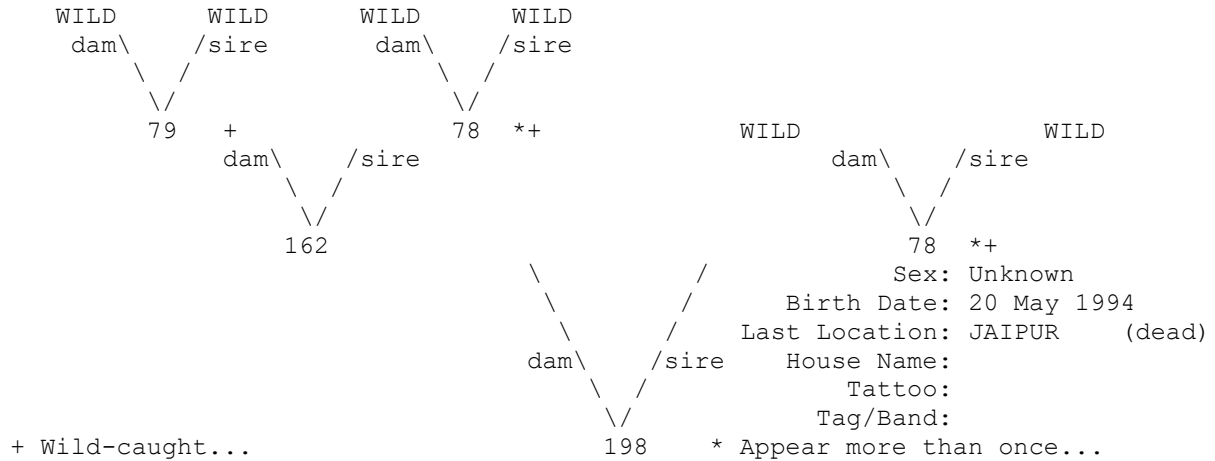 WILD WILD WILD WILD
dam\ /sire dam\ /sire
\ / \ /
\/ \/
79 + 78 *+ WILD WILD
dam\ /sire dam\ /sire
\ / \ /
\/ \/
162 78 *+
\ / Sex: Unknown
\ / Birth Date: 20 May 1994
\ / Last Location: JAIPUR (dead)
dam\ /sire House Name:
\ / Tattoo:
\/ Tag/Band:
+ Wild-caught... 198 * Appear more than once...